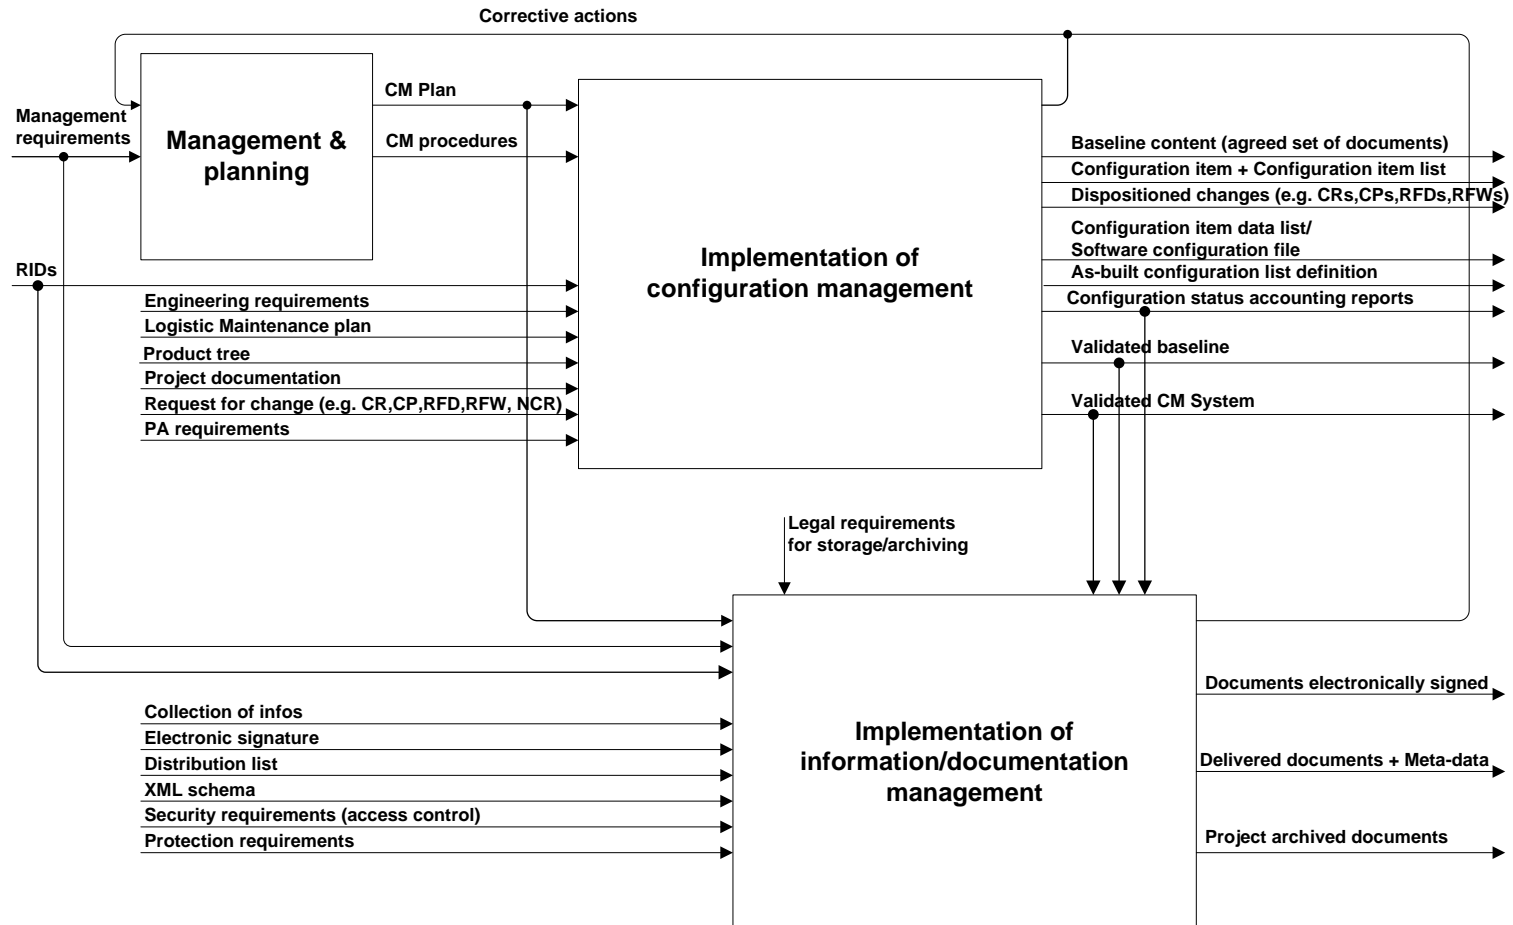 Corrective actions
Management
requirements
Management &
planning
CM Plan
CM procedures
RIDs
Engineering requirements
Logistic Maintenance plan
Product tree
Project documentation
Request for change (e.g. CR,CP,RFD,RFW, NCR)
PA requirements
Implementation of
configuration management
Baseline content (agreed set of documents)
Configuration item + Configuration item list
Dispositioned changes (e.g. CRs,CPs,RFDs,RFWs)
Configuration item data list/
Software configuration file
As-built configuration list definition
Configuration status accounting reports
Validated baseline
Validated CM System
Legal requirements
for storage/archiving
Collection of infos
Electronic signature
Distribution list
XML schema
Security requirements (access control)
Protection requirements
Implementation of
information/documentation
management
Documents electronically signed
Delivered documents + Meta-data
Project archived documents